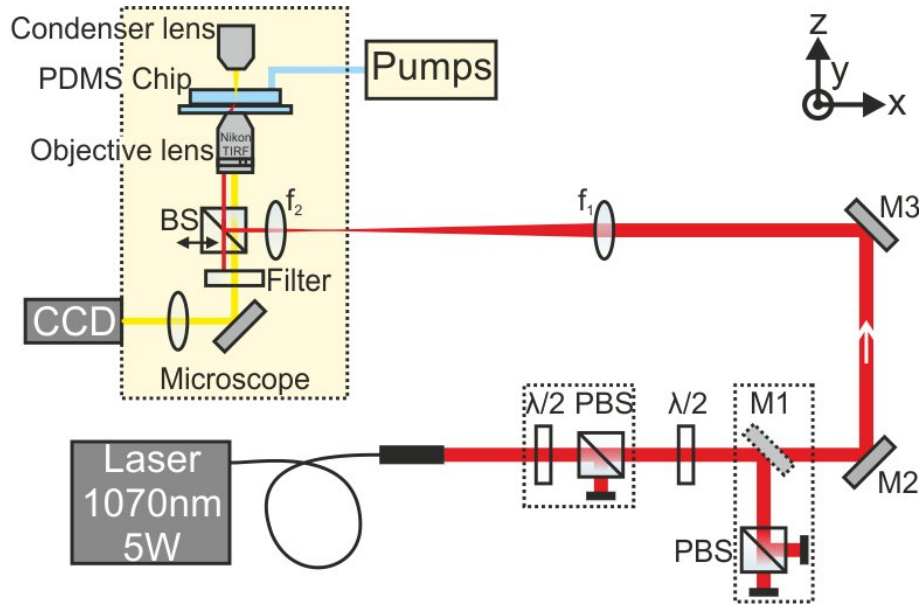 Condenser lens
PDMS Chip
Pumps
Objective lens
Nikon
TIRF
z
y
x
BS
f₂
f₁
M3
Filter
CCD
Microscope
λ/2 PBS
λ/2
M1
Laser
1070nm
5W
M2
PBS